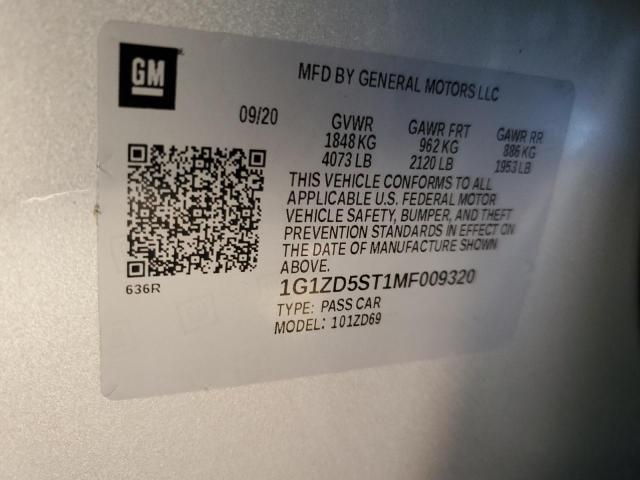 GM
MFD BY GENERAL MOTORS LLC
09/20
GVWR
1848 KG
4073 LB
GAWR FRT
962 KG
2120 LB
GAWR RR
886 KG
1953 LB
THIS VEHICLE CONFORMS TO ALL
APPLICABLE U.S. FEDERAL MOTOR
VEHICLE SAFETY, BUMPER, AND THEFT
PREVENTION STANDARDS IN EFFECT ON
THE DATE OF MANUFACTURE SHOWN
ABOVE.
636R
1G1ZD5ST1MF009320
TYPE: PASS CAR
MODEL: 101ZD69